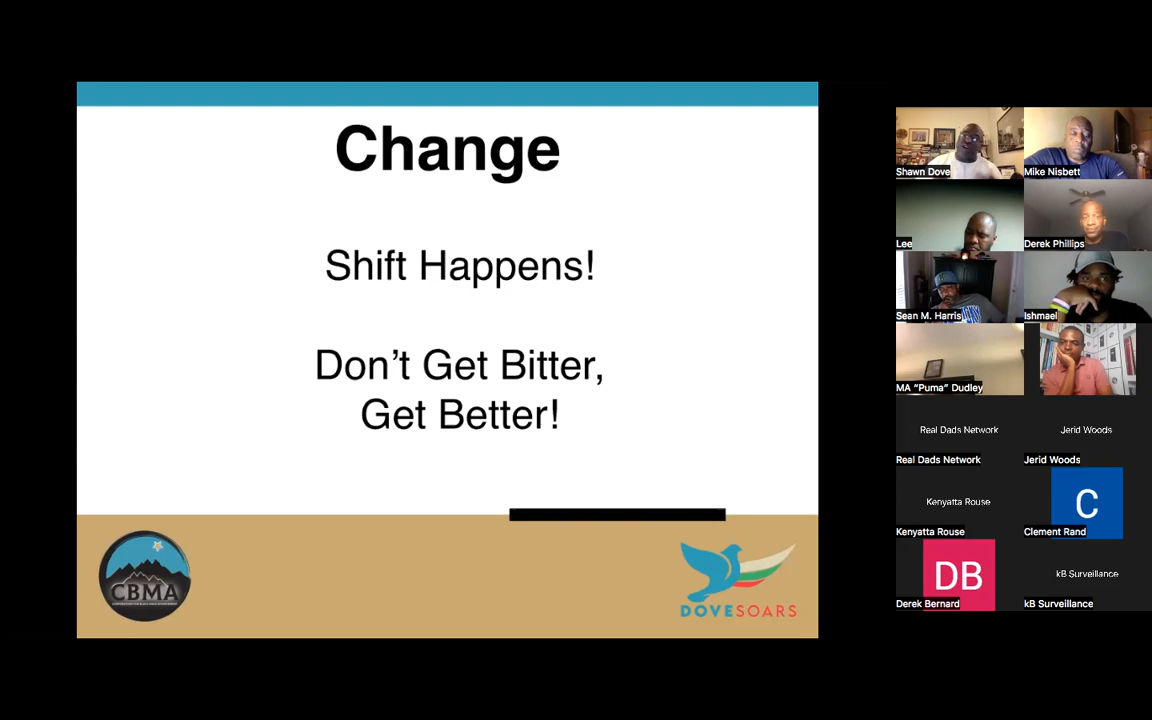 Change
Shift Happens!
Don’t Get Bitter,
Get Better!
CBMA
DOVESOARS
Shawn Dove
Mike Nisbett
Lee
Derek Phillips
Sean M. Harris
Ishmael
MA “Puma” Dudley
Real Dads Network
Jerid Woods
Real Dads Network
Jerid Woods
Kenyatta Rouse
C
Kenyatta Rouse
Clement Rand
DB
kB Surveillance
Derek Bernard
kB Surveillance